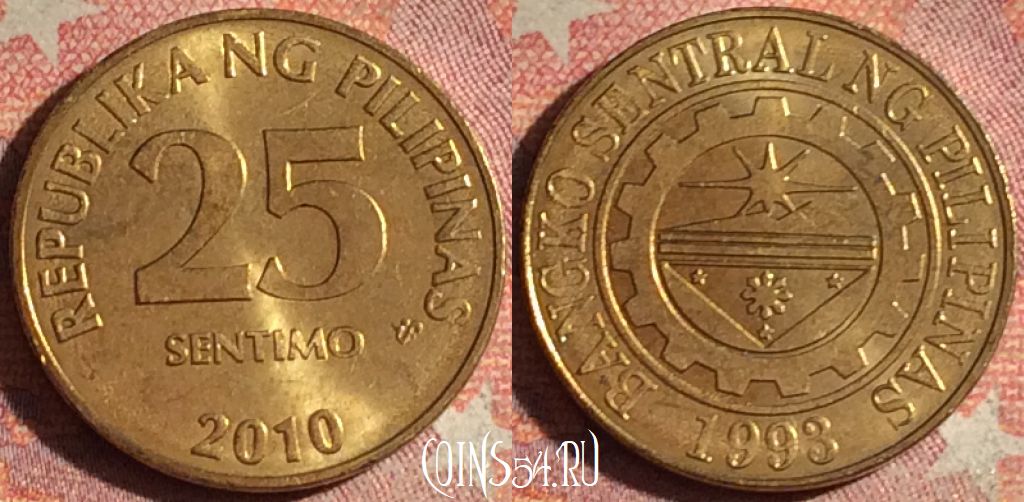 REPUBLIKA NG PILIPINAS
25
SENTIMO
2010
BANGKO SENTRAL NG PILIPINAS
1993
COINS54.RU